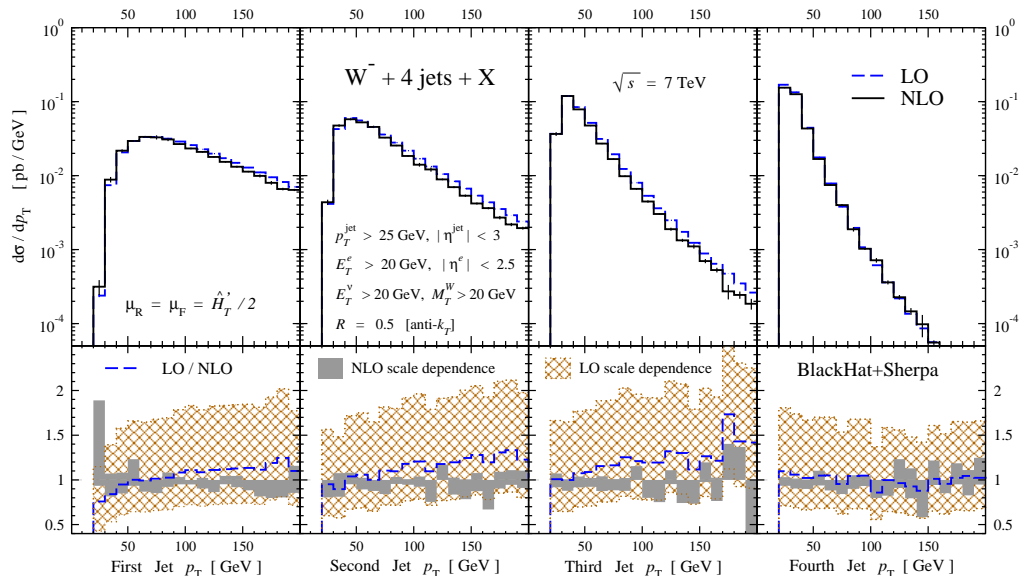 50 100 150 50 100 150 50 100 150 50 100 150
10^0 10^0
W^- + 4 jets + X
√s = 7 TeV
LO
NLO
10^-1 10^-1
10^-2 10^-2
10^-3 10^-3
10^-4 10^-4
dσ / dp_T [ pb / GeV ]
μ_R = μ_F = Ĥ_T' / 2
p_T^jet > 25 GeV, | η^jet | < 3
E_T^e > 20 GeV, | η^e | < 2.5
E_T^ν > 20 GeV, M_T^W > 20 GeV
R = 0.5 [anti-k_T]
LO / NLO
NLO scale dependence
LO scale dependence
BlackHat+Sherpa
2 2
1.5 1.5
1 1
0.5 0.5
50 100 150 50 100 150 50 100 150 50 100 150
First Jet p_T [ GeV ]
Second Jet p_T [ GeV ]
Third Jet p_T [ GeV ]
Fourth Jet p_T [ GeV ]